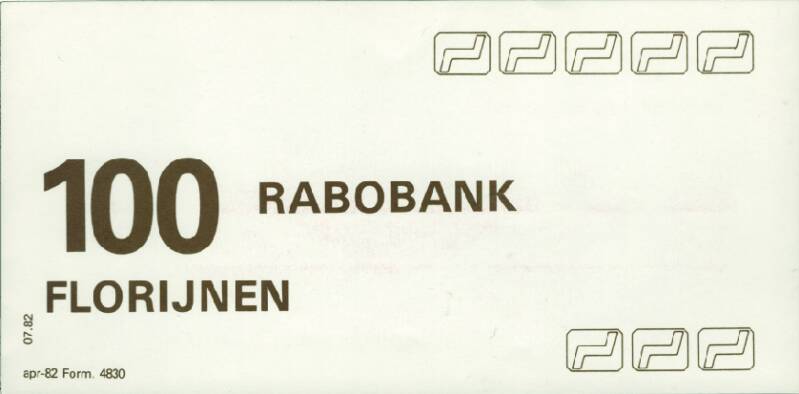 100 RABOBANK
FLORIJNEN
07.82
apr-82 Form. 4830